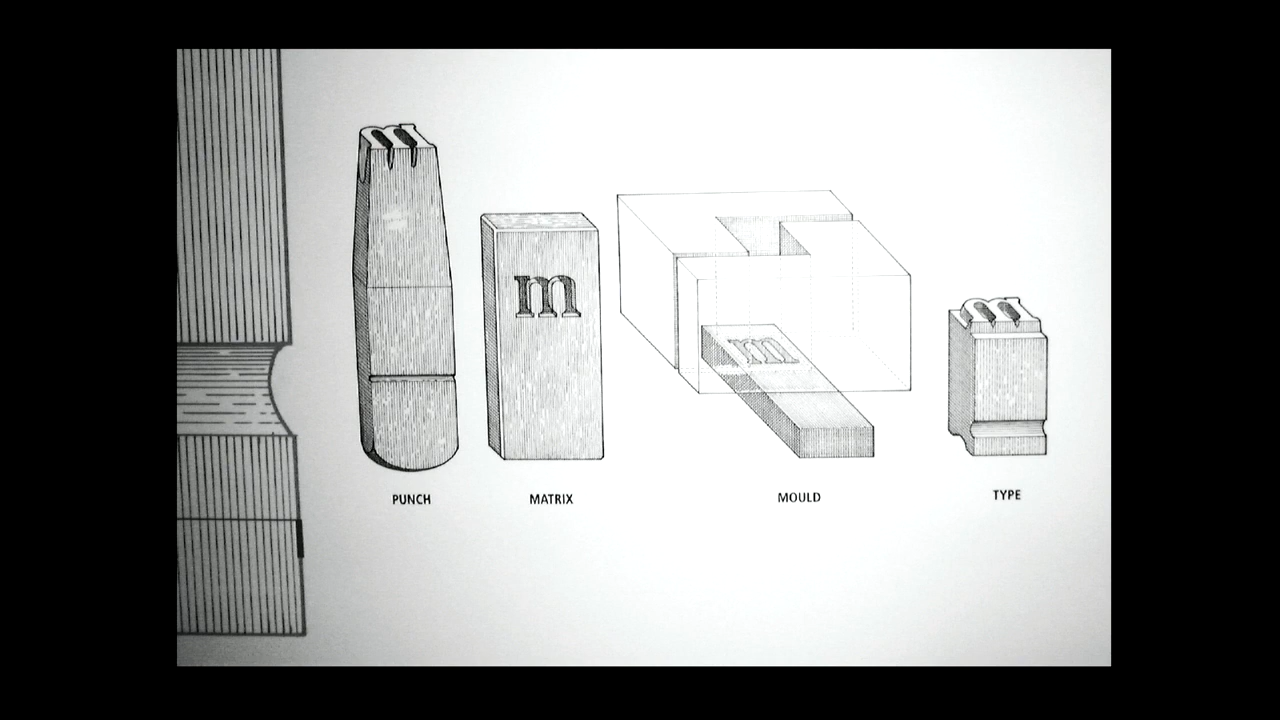 m
m
PUNCH
MATRIX
MOULD
TYPE